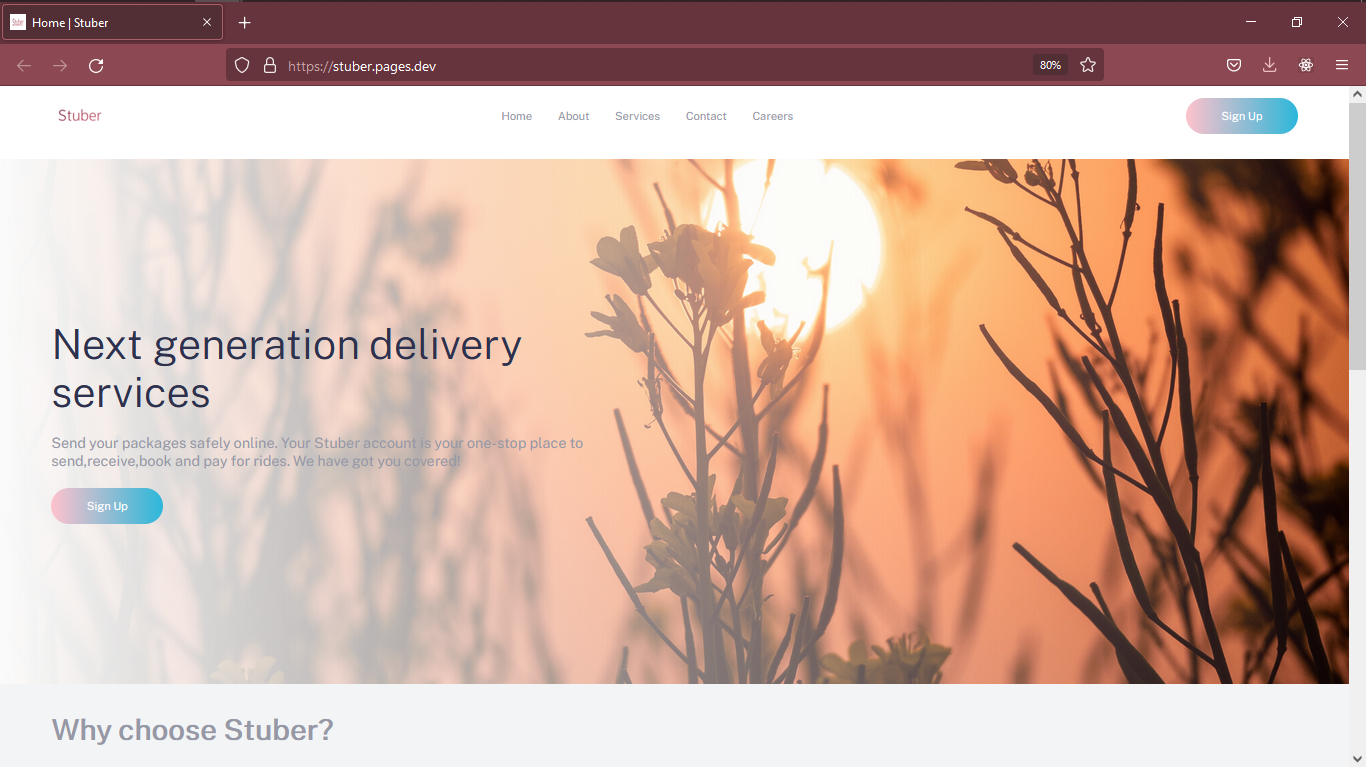 Home | Stuber
https://stuber.pages.dev
80%
Stuber
Home
About
Services
Contact
Careers
Sign Up
Next generation delivery
services
Send your packages safely online. Your Stuber account is your one-stop place to
send,receive,book and pay for rides. We have got you covered!
Sign Up
Why choose Stuber?